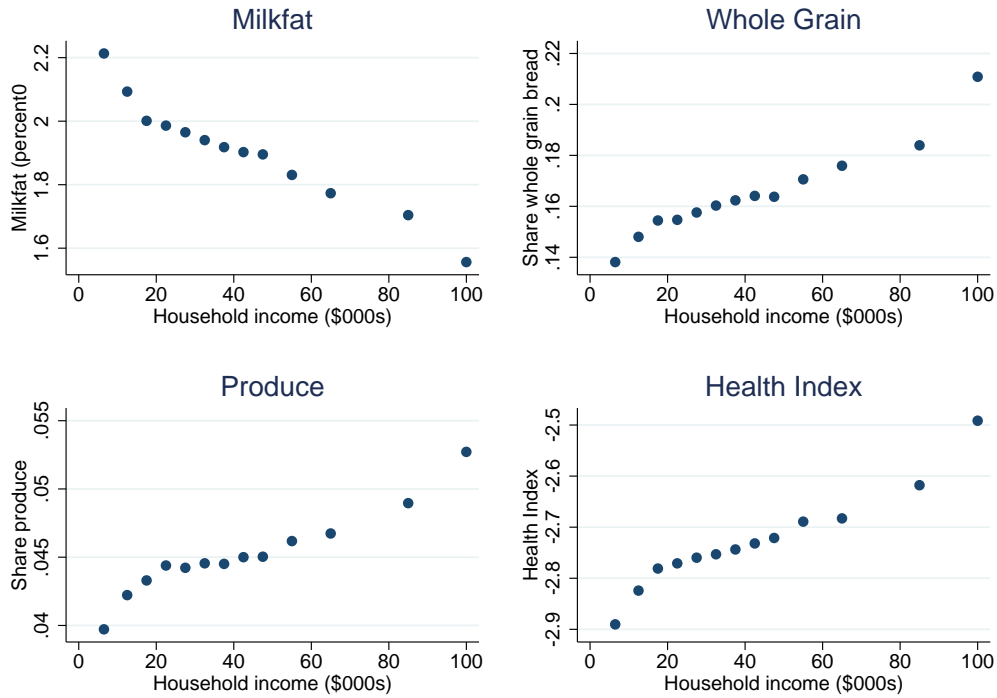 Milkfat
Milkfat (percent0
2.2
2
1.8
1.6
0 20 40 60 80 100
Household income ($000s)
Whole Grain
Share whole grain bread
.22
.2
.18
.16
.14
0 20 40 60 80 100
Household income ($000s)
Produce
Share produce
.055
.05
.045
.04
0 20 40 60 80 100
Household income ($000s)
Health Index
Health Index
-2.5
-2.6
-2.7
-2.8
-2.9
0 20 40 60 80 100
Household income ($000s)